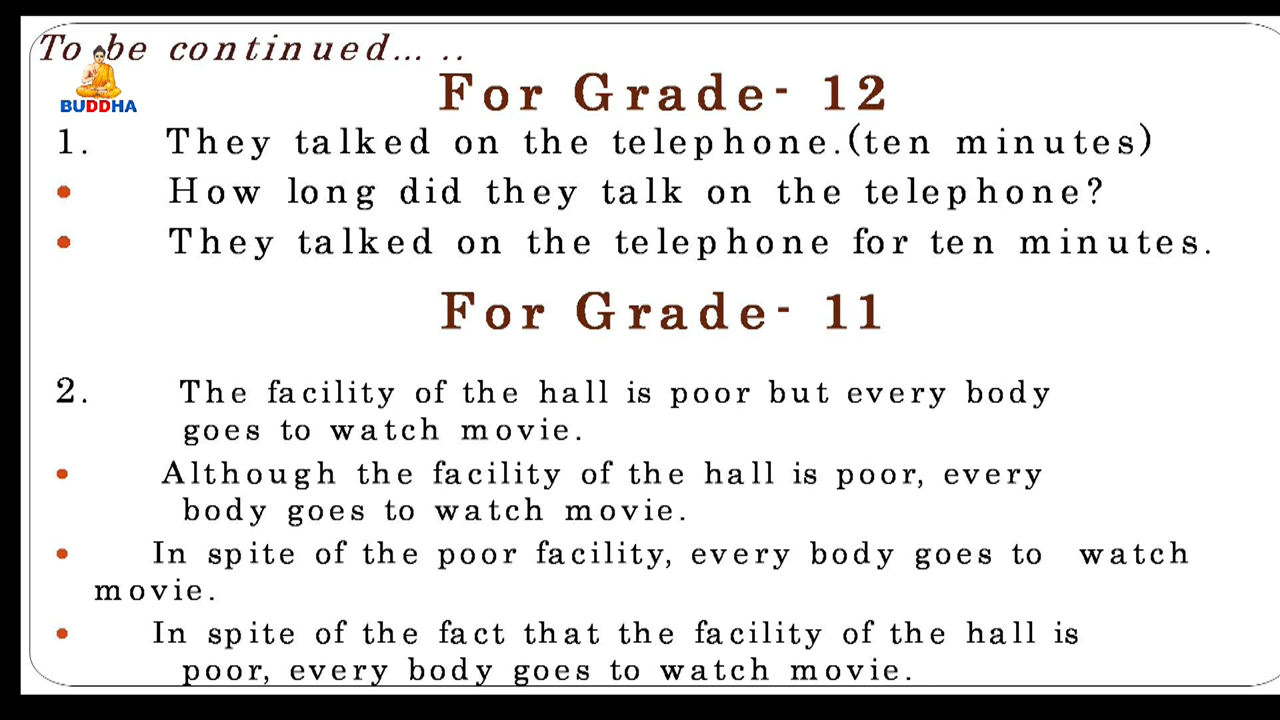 To be continued... ..
BUDDHA
For Grade- 12
1. They talked on the telephone.(ten minutes)
• How long did they talk on the telephone?
• They talked on the telephone for ten minutes.
For Grade- 11
2. The facility of the hall is poor but every body
goes to watch movie.
• Although the facility of the hall is poor, every
body goes to watch movie.
• In spite of the poor facility, every body goes to watch
movie.
• In spite of the fact that the facility of the hall is
poor, every body goes to watch movie.